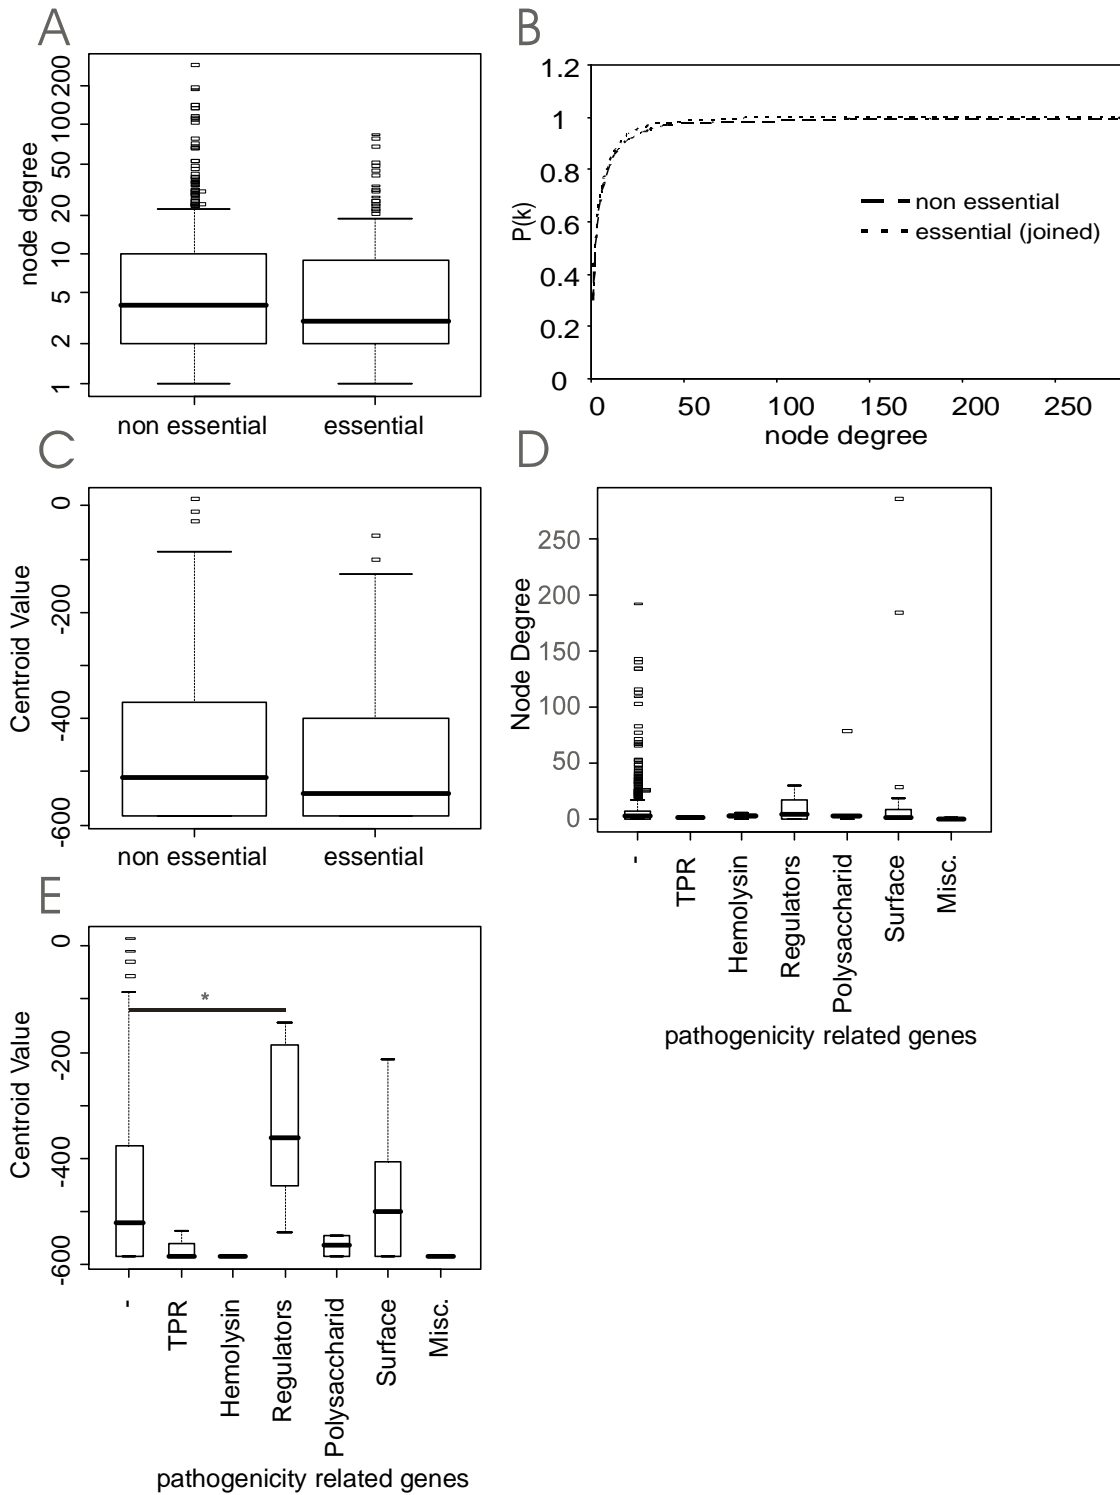 A
node degree
200
100
50
20
10
5
2
1
non essential
essential
B
P(k)
1.2
1
0.8
0.6
0.4
0.2
0
non essential
essential (joined)
0
50
100
150
200
250
node degree
C
Centroid Value
0
-200
-400
-600
non essential
essential
D
Node Degree
250
200
150
100
50
0
-
TPR
Hemolysin
Regulators
Polysaccharid
Surface
Misc.
pathogenicity related genes
E
Centroid Value
0
-200
-400
-600
*
-
TPR
Hemolysin
Regulators
Polysaccharid
Surface
Misc.
pathogenicity related genes